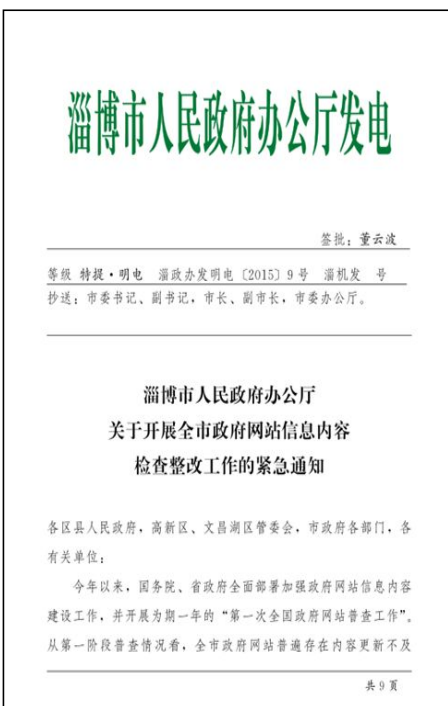 淄博市人民政府办公厅发电
签批：董云波
等级 特提·明电 淄政办发明电〔2015〕9号 淄机发 号
抄送：市委书记、副书记，市长、副市长，市委办公厅。
淄博市人民政府办公厅
关于开展全市政府网站信息内容
检查整改工作的紧急通知
各区县人民政府，高新区、文昌湖区管委会，市政府各部门，各
有关单位：
今年以来，国务院、省政府全面部署加强政府网站信息内容
建设工作，并开展为期一年的“第一次全国政府网站普查工作”。
从第一阶段普查情况看，全市政府网站普遍存在内容更新不及
共9页